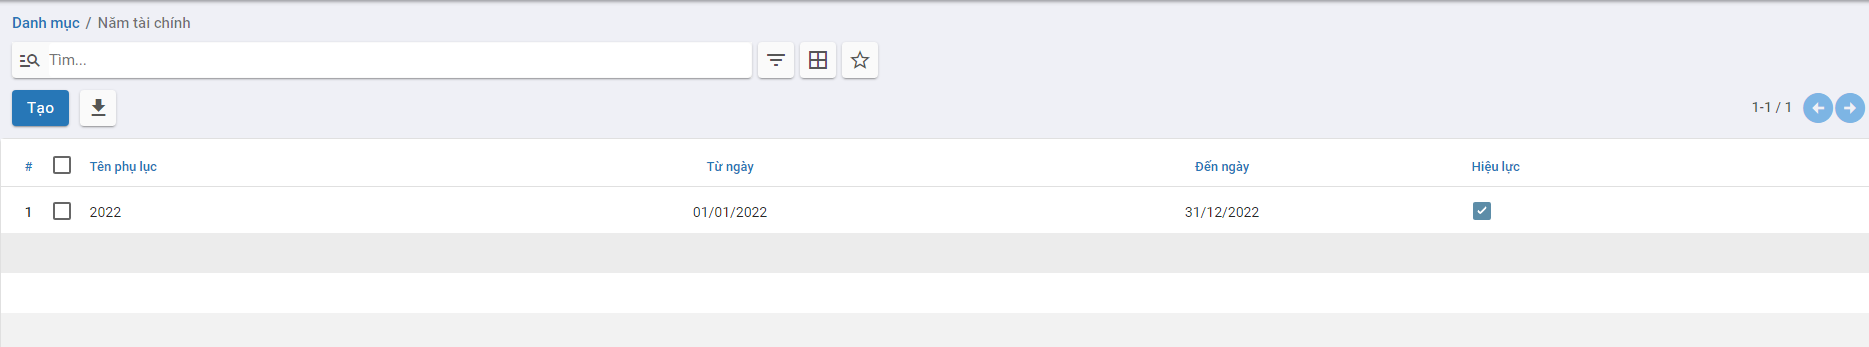 Danh mục / Năm tài chính
Tìm...
Tạo
1-1 / 1
# Tên phụ lục Từ ngày Đến ngày Hiệu lực
1 2022 01/01/2022 31/12/2022